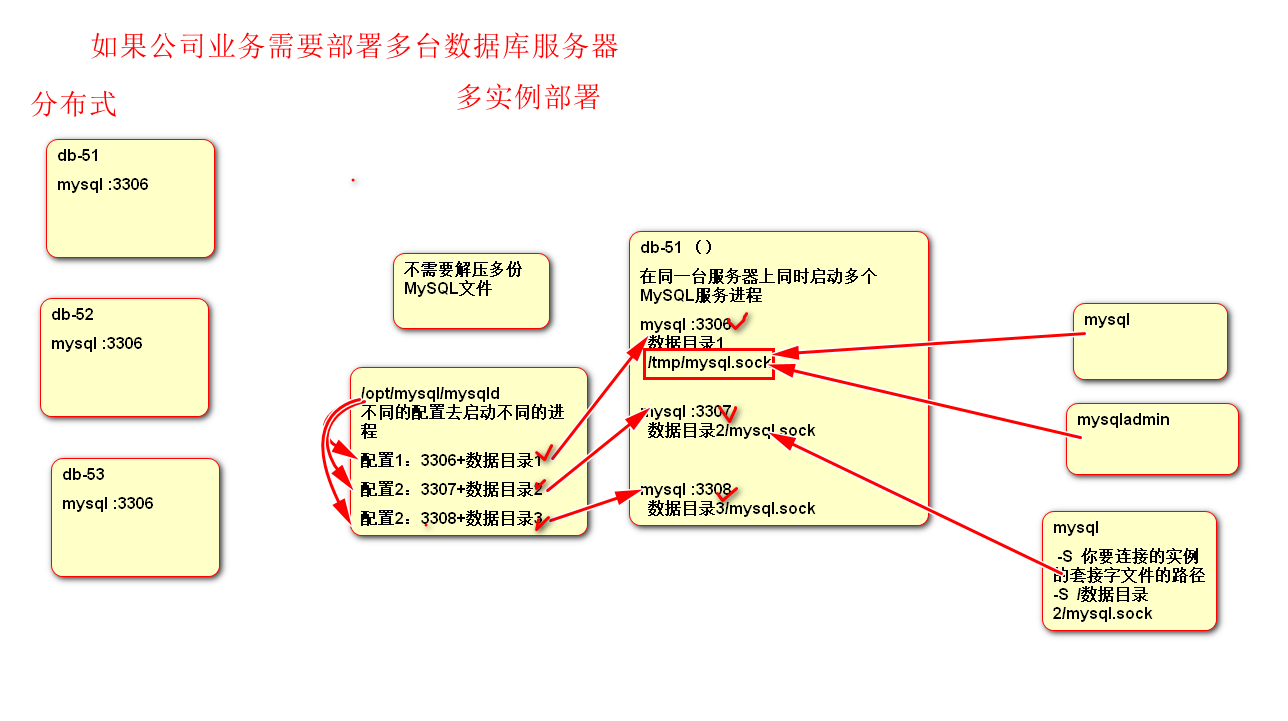 如果公司业务需要部署多台数据库服务器
分布式
多实例部署
db-51
mysql :3306
db-52
mysql :3306
db-53
mysql :3306
不需要解压多份
MySQL文件
/opt/mysql/mysqld
不同的配置去启动不同的进
程
配置1：3306+数据目录1
配置2：3307+数据目录2
配置2：3308+数据目录3
db-51 （）
在同一台服务器上同时启动多个
MySQL服务进程
mysql :3306
数据目录1
/tmp/mysql.sock
mysql :3307
数据目录2/mysql.sock
mysql :3308
数据目录3/mysql.sock
mysql
mysqladmin
mysql
-S 你要连接的实例
的套接字文件的路径
-S /数据目录
2/mysql.sock